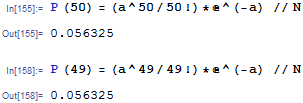 In[155]:= P (50) = (a^50/50!)*e^(-a) //N
Out[155]= 0.056325
In[158]:= P (49) = (a^49/49!)*e^(-a) //N
Out[158]= 0.056325